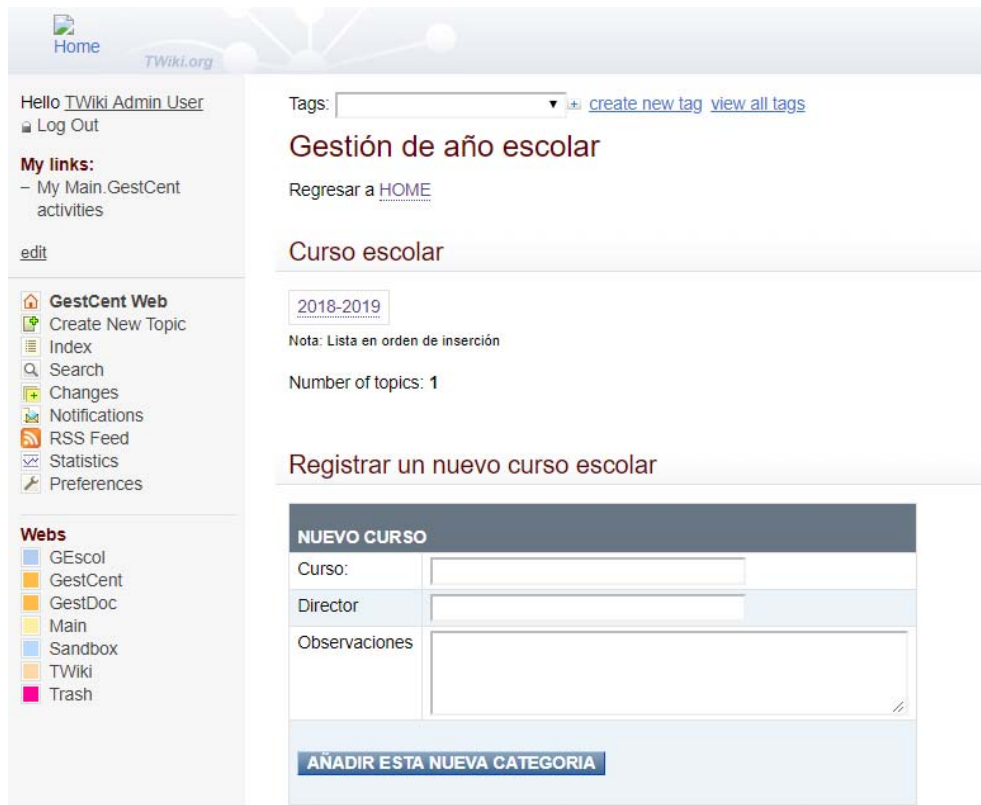 Home
TWiki.org
Hello TWiki Admin User
Log Out
My links:
– My Main.GestCent
activities
edit
GestCent Web
Create New Topic
Index
Search
Changes
Notifications
RSS Feed
Statistics
Preferences
Webs
GEscol
GestCent
GestDoc
Main
Sandbox
TWiki
Trash
Tags: create new tag view all tags
Gestión de año escolar
Regresar a HOME
Curso escolar
2018-2019
Nota: Lista en orden de inserción
Number of topics: 1
Registrar un nuevo curso escolar
NUEVO CURSO
Curso:
Director
Observaciones
AÑADIR ESTA NUEVA CATEGORIA